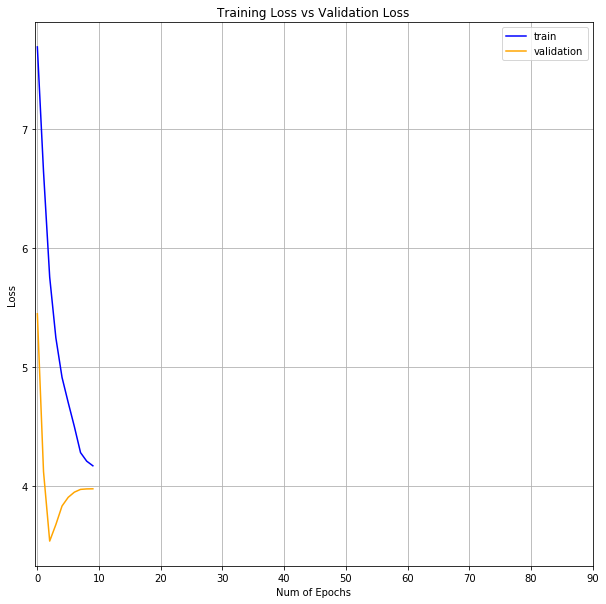 Training Loss vs Validation Loss
train
validation
7
6
5
4
Loss
0 10 20 30 40 50 60 70 80 90
Num of Epochs